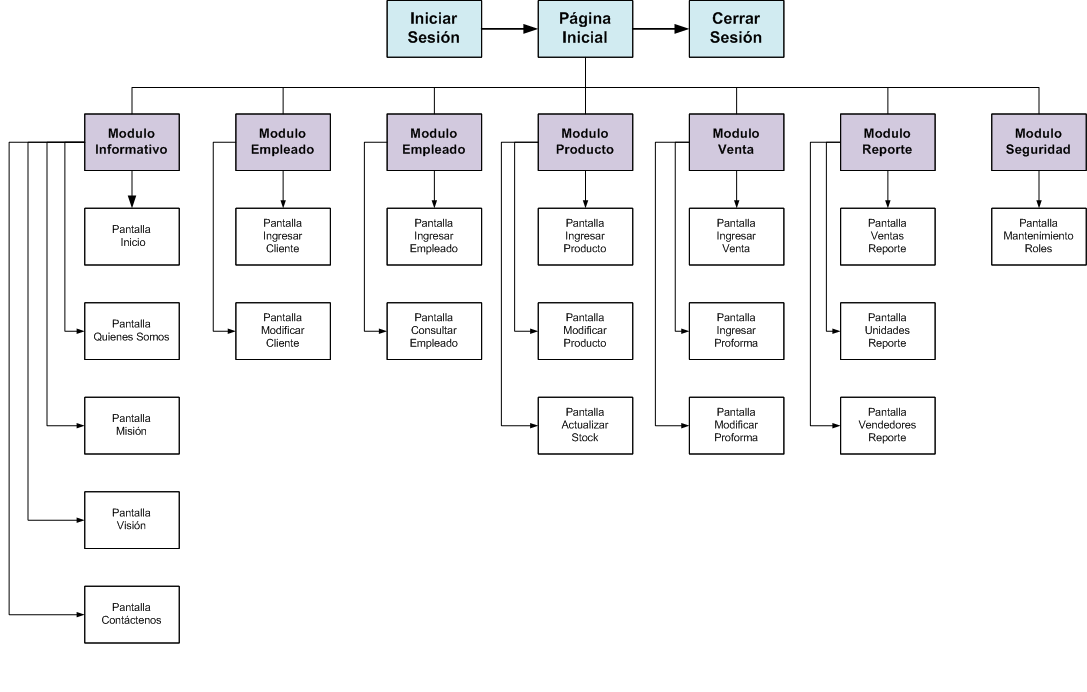 Iniciar
Sesión
Página
Inicial
Cerrar
Sesión
Modulo
Informativo
Modulo
Empleado
Modulo
Empleado
Modulo
Producto
Modulo
Venta
Modulo
Reporte
Modulo
Seguridad
Pantalla
Inicio
Pantalla
Ingresar
Cliente
Pantalla
Ingresar
Empleado
Pantalla
Ingresar
Producto
Pantalla
Ingresar
Venta
Pantalla
Ventas
Reporte
Pantalla
Mantenimiento
Roles
Pantalla
Quienes Somos
Pantalla
Modificar
Cliente
Pantalla
Consultar
Empleado
Pantalla
Modificar
Producto
Pantalla
Ingresar
Proforma
Pantalla
Unidades
Reporte
Pantalla
Misión
Pantalla
Actualizar
Stock
Pantalla
Modificar
Proforma
Pantalla
Vendedores
Reporte
Pantalla
Visión
Pantalla
Contáctenos